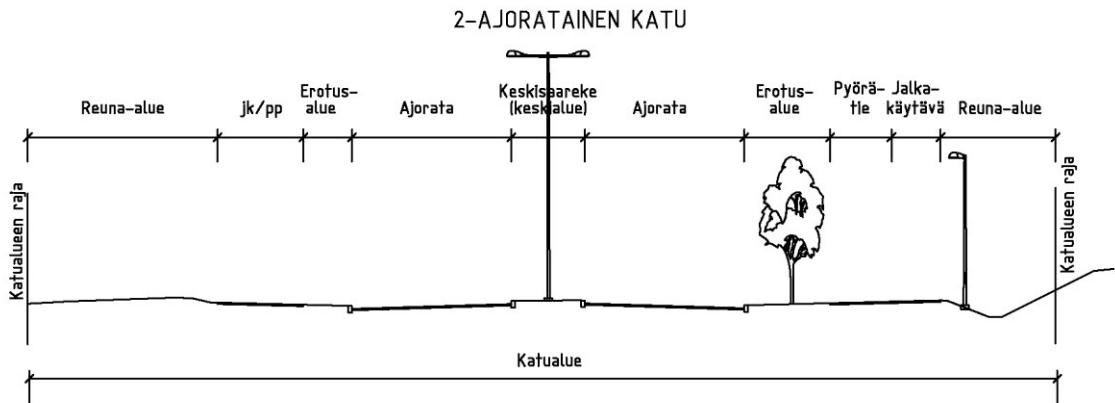 2-AJORATAINEN KATU
Reuna-alue
jk/pp
Erotus-
alue
Ajorata
Keskisaareke
(keskialue)
Ajorata
Erotus-
alue
Pyörä-
tie
Jalka-
käytävä
Reuna-alue
Katualueen raja
Katualueen raja
Katualue